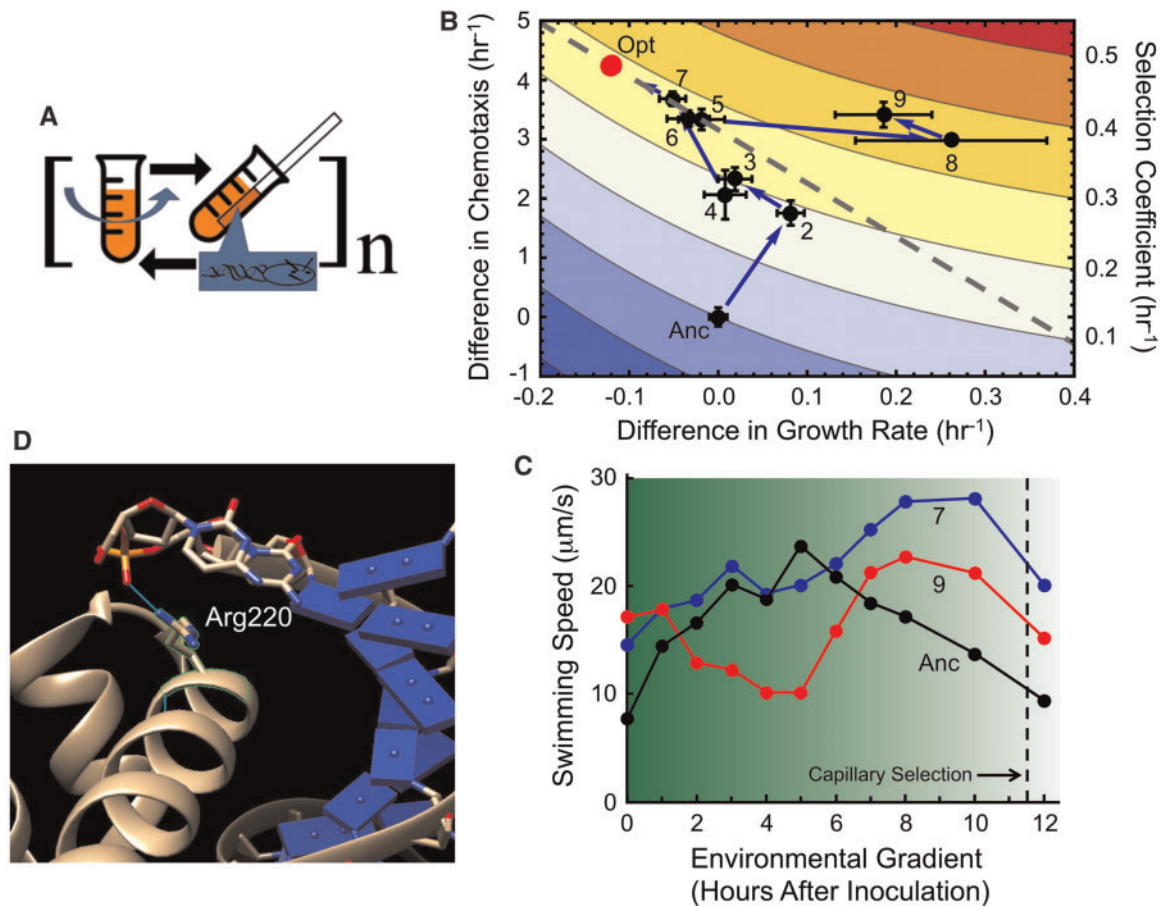 A
n
B
Difference in Chemotaxis (hr-1)
5
4
3
2
1
0
-1
Opt
7
5
6
3
4
2
Anc
9
8
0.5
0.4
0.3
0.2
0.1
Selection Coefficient (hr-1)
-0.2
-0.1
0.0
0.1
0.2
0.3
0.4
Difference in Growth Rate (hr-1)
D
Arg220
C
Swimming Speed (μm/s)
30
20
10
0
7
9
Anc
Capillary Selection
0
2
4
6
8
10
12
Environmental Gradient
(Hours After Inoculation)